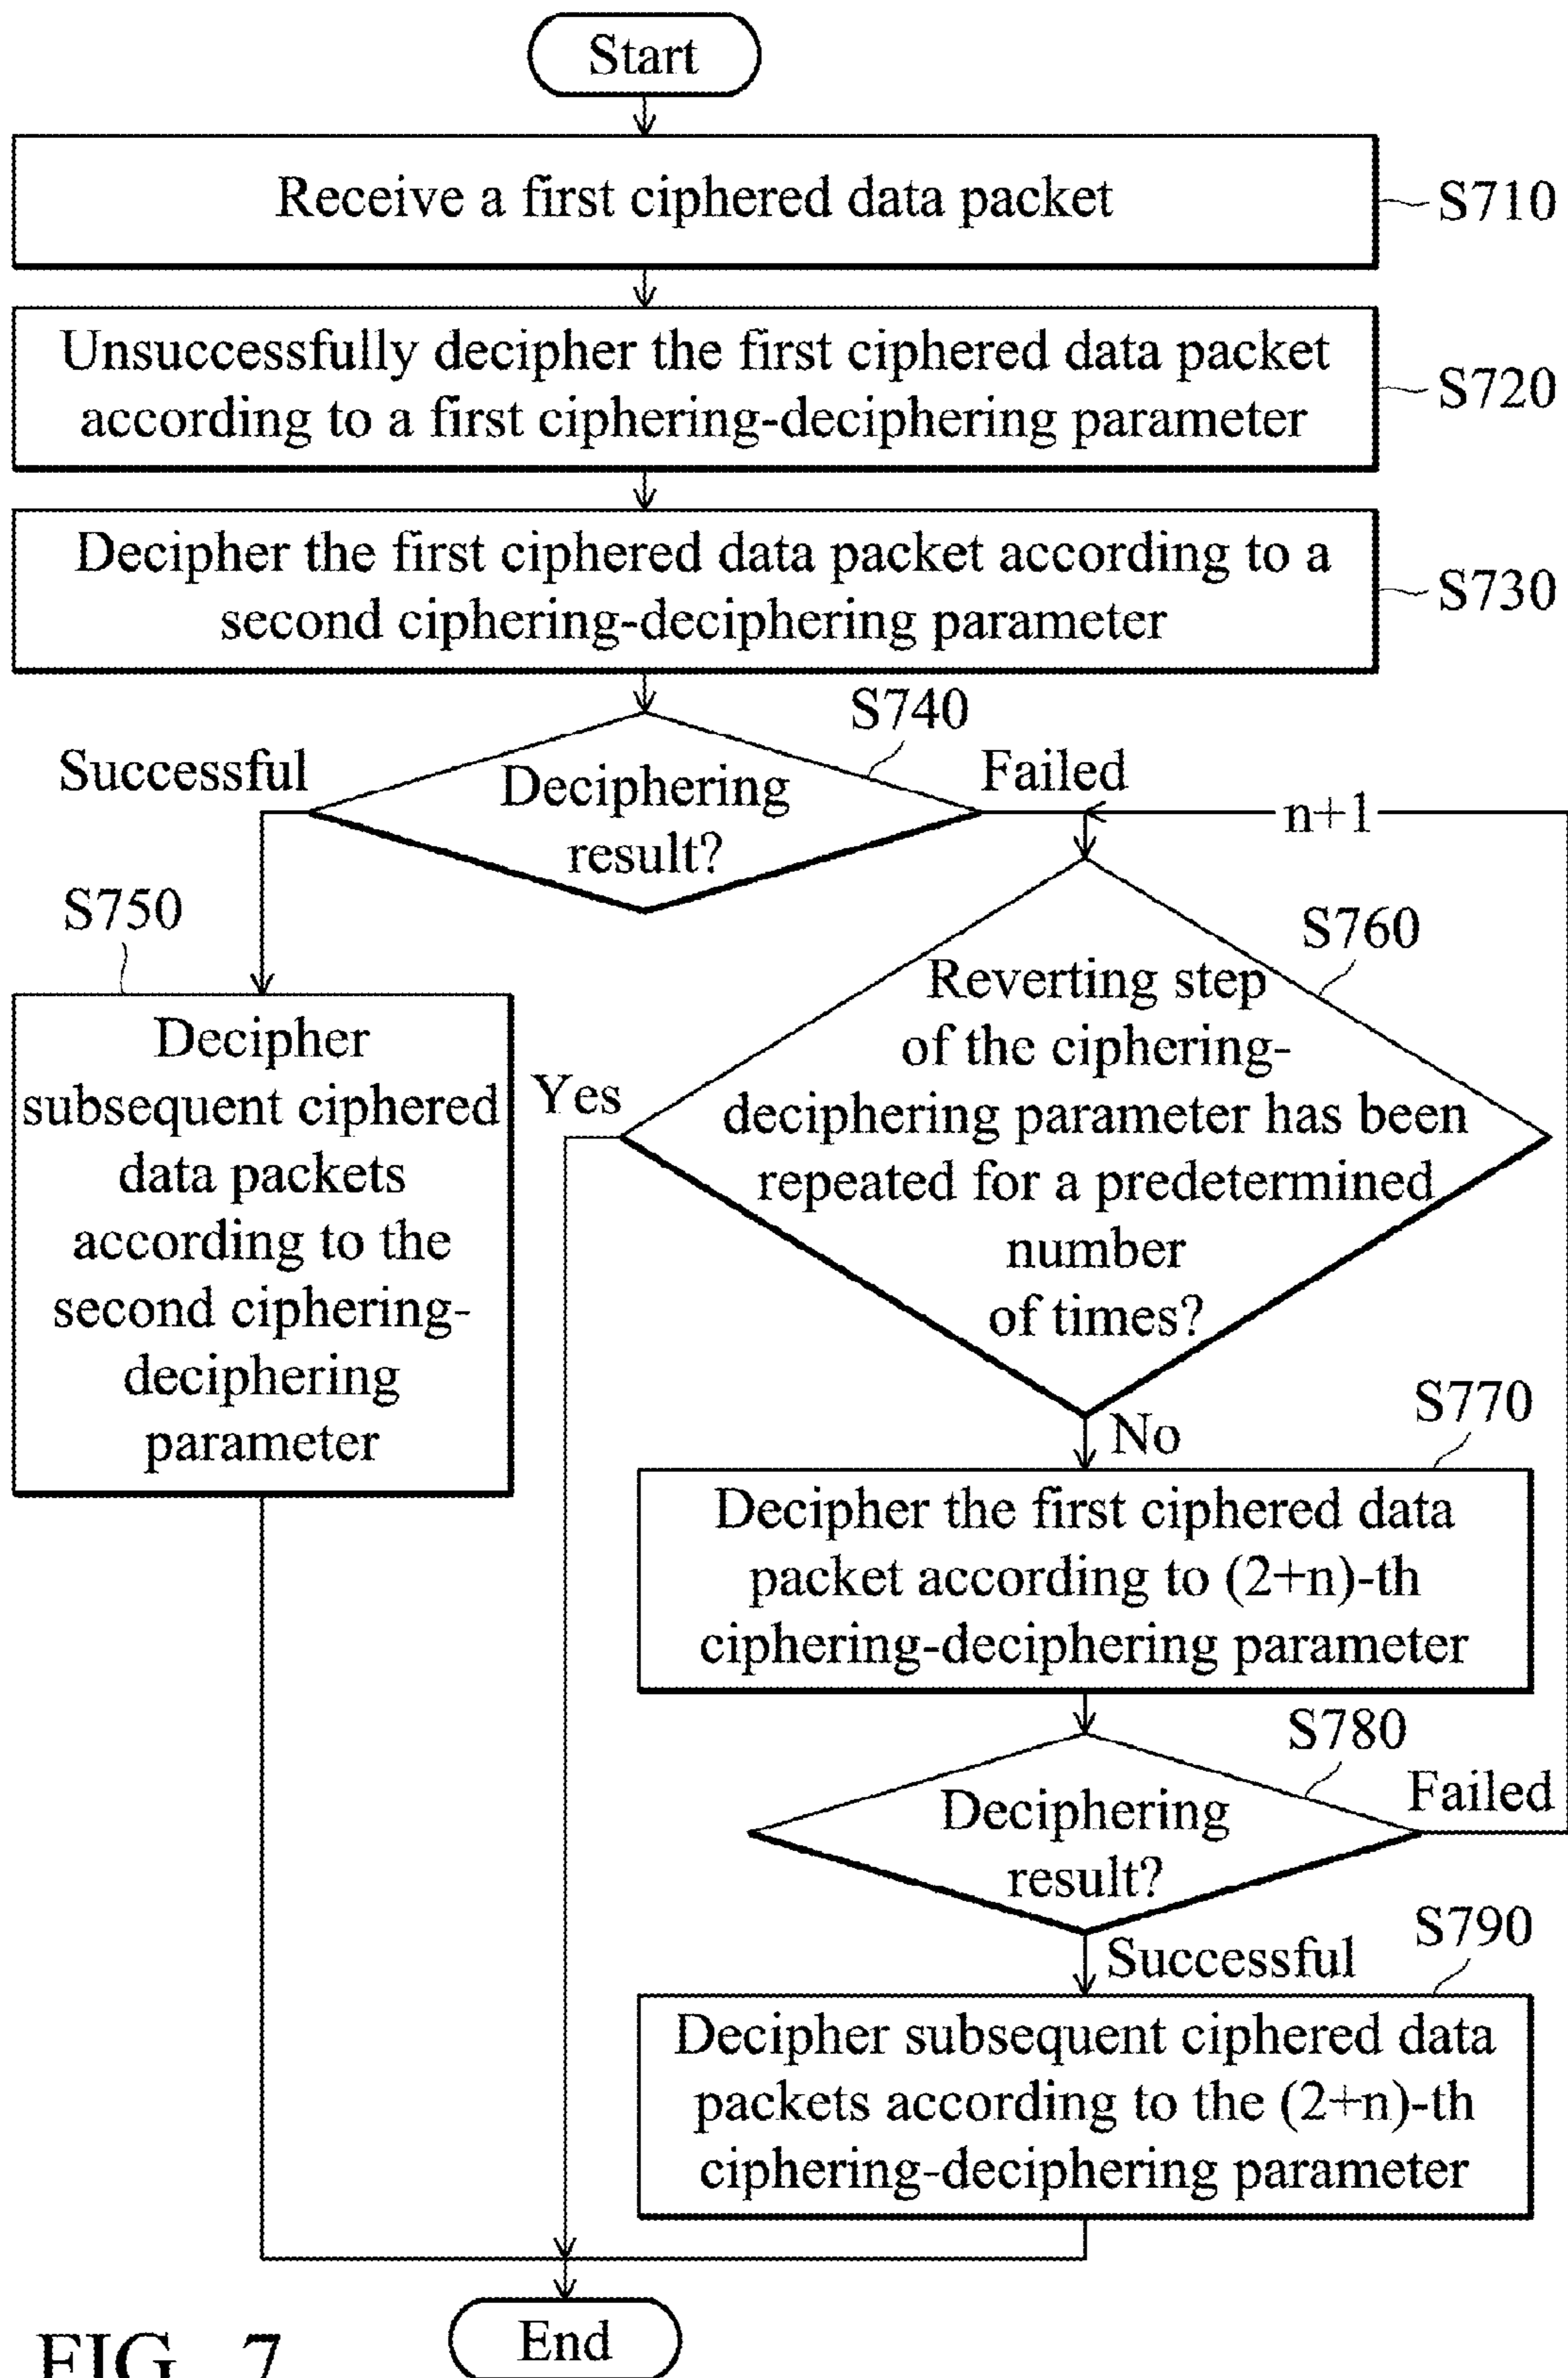 Start
Receive a first ciphered data packet
S710
Unsuccessfully decipher the first ciphered data packet
according to a first ciphering-deciphering parameter
S720
Decipher the first ciphered data packet according to a
second ciphering-deciphering parameter
S730
S740
Successful
Deciphering
result?
Failed
n+1
S750
Decipher
subsequent ciphered
data packets
according to the
second ciphering-
deciphering
parameter
S760
Reverting step
of the ciphering-
deciphering parameter has been
repeated for a predetermined
number
of times?
Yes
No
S770
Decipher the first ciphered data
packet according to (2+n)-th
ciphering-deciphering parameter
S780
Deciphering
result?
Failed
Successful
S790
Decipher subsequent ciphered data
packets according to the (2+n)-th
ciphering-deciphering parameter
End
FIG. 7